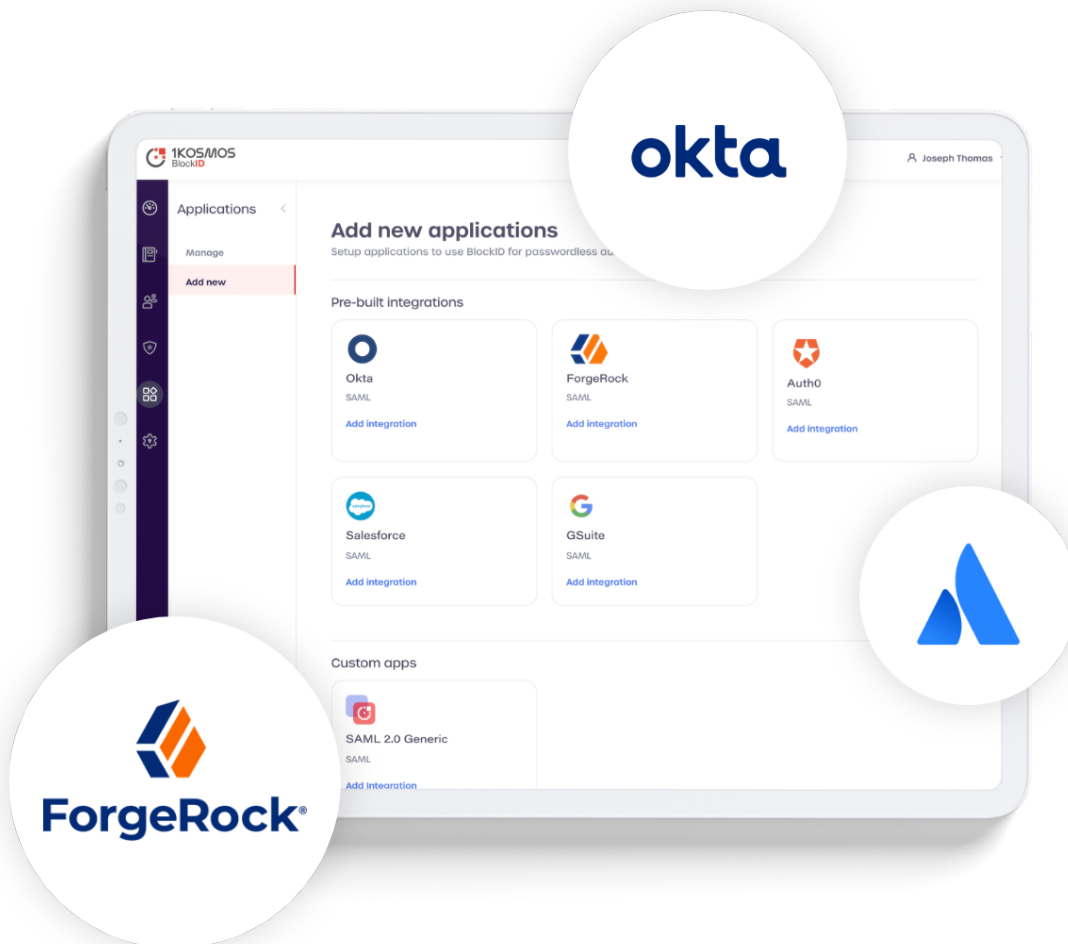 okta
1KOSMOS
BlockID
Joseph Thomas
Applications
Manage
Add new
Add new applications
Setup applications to use BlockID for passwordless
Pre-built integrations
Okta
SAML
Add integration
ForgeRock
SAML
Add integration
Auth0
SAML
Add integration
Salesforce
SAML
Add integration
GSuite
SAML
Add integration
Custom apps
SAML 2.0 Generic
SAML
Add Integration
ForgeRock®